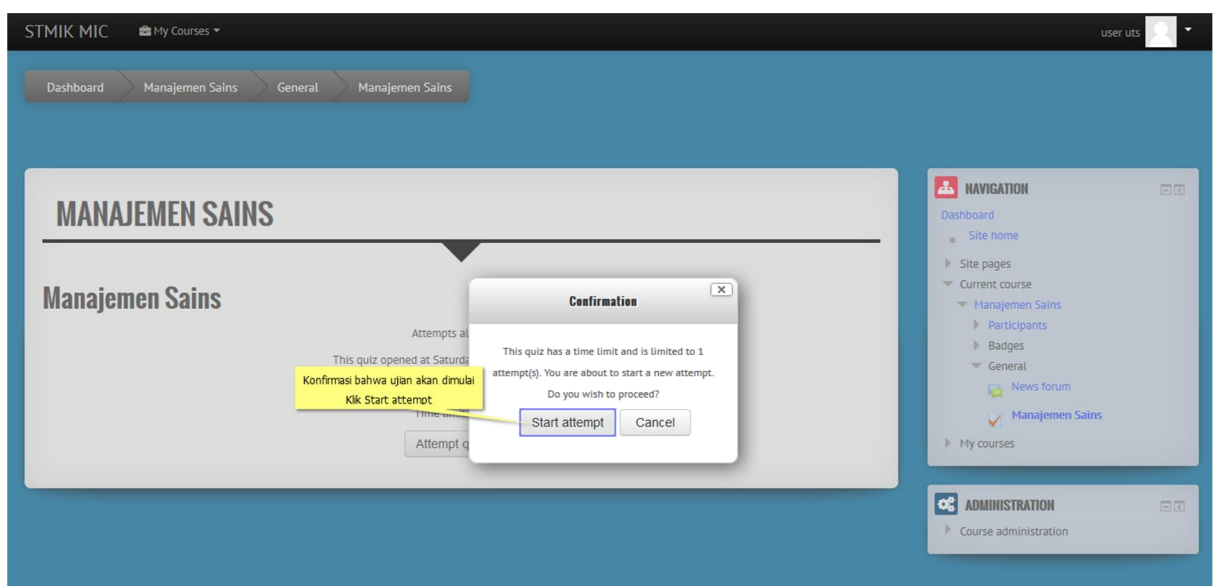 STMIK MIC
My Courses
user uts
Dashboard
Manajemen Sains
General
Manajemen Sains
MANAJEMEN SAINS
Manajemen Sains
Attempts al
This quiz opened at Saturda
Konfirmasi bahwa ujian akan dimulai
Klik Start attempt
Time limit
Attempt q
Confirmation
This quiz has a time limit and is limited to 1
attempt(s). You are about to start a new attempt.
Do you wish to proceed?
Start attempt
Cancel
NAVIGATION
Dashboard
Site home
Site pages
Current course
Manajemen Sains
Participants
Badges
General
News forum
Manajemen Sains
My courses
ADMINISTRATION
Course administration